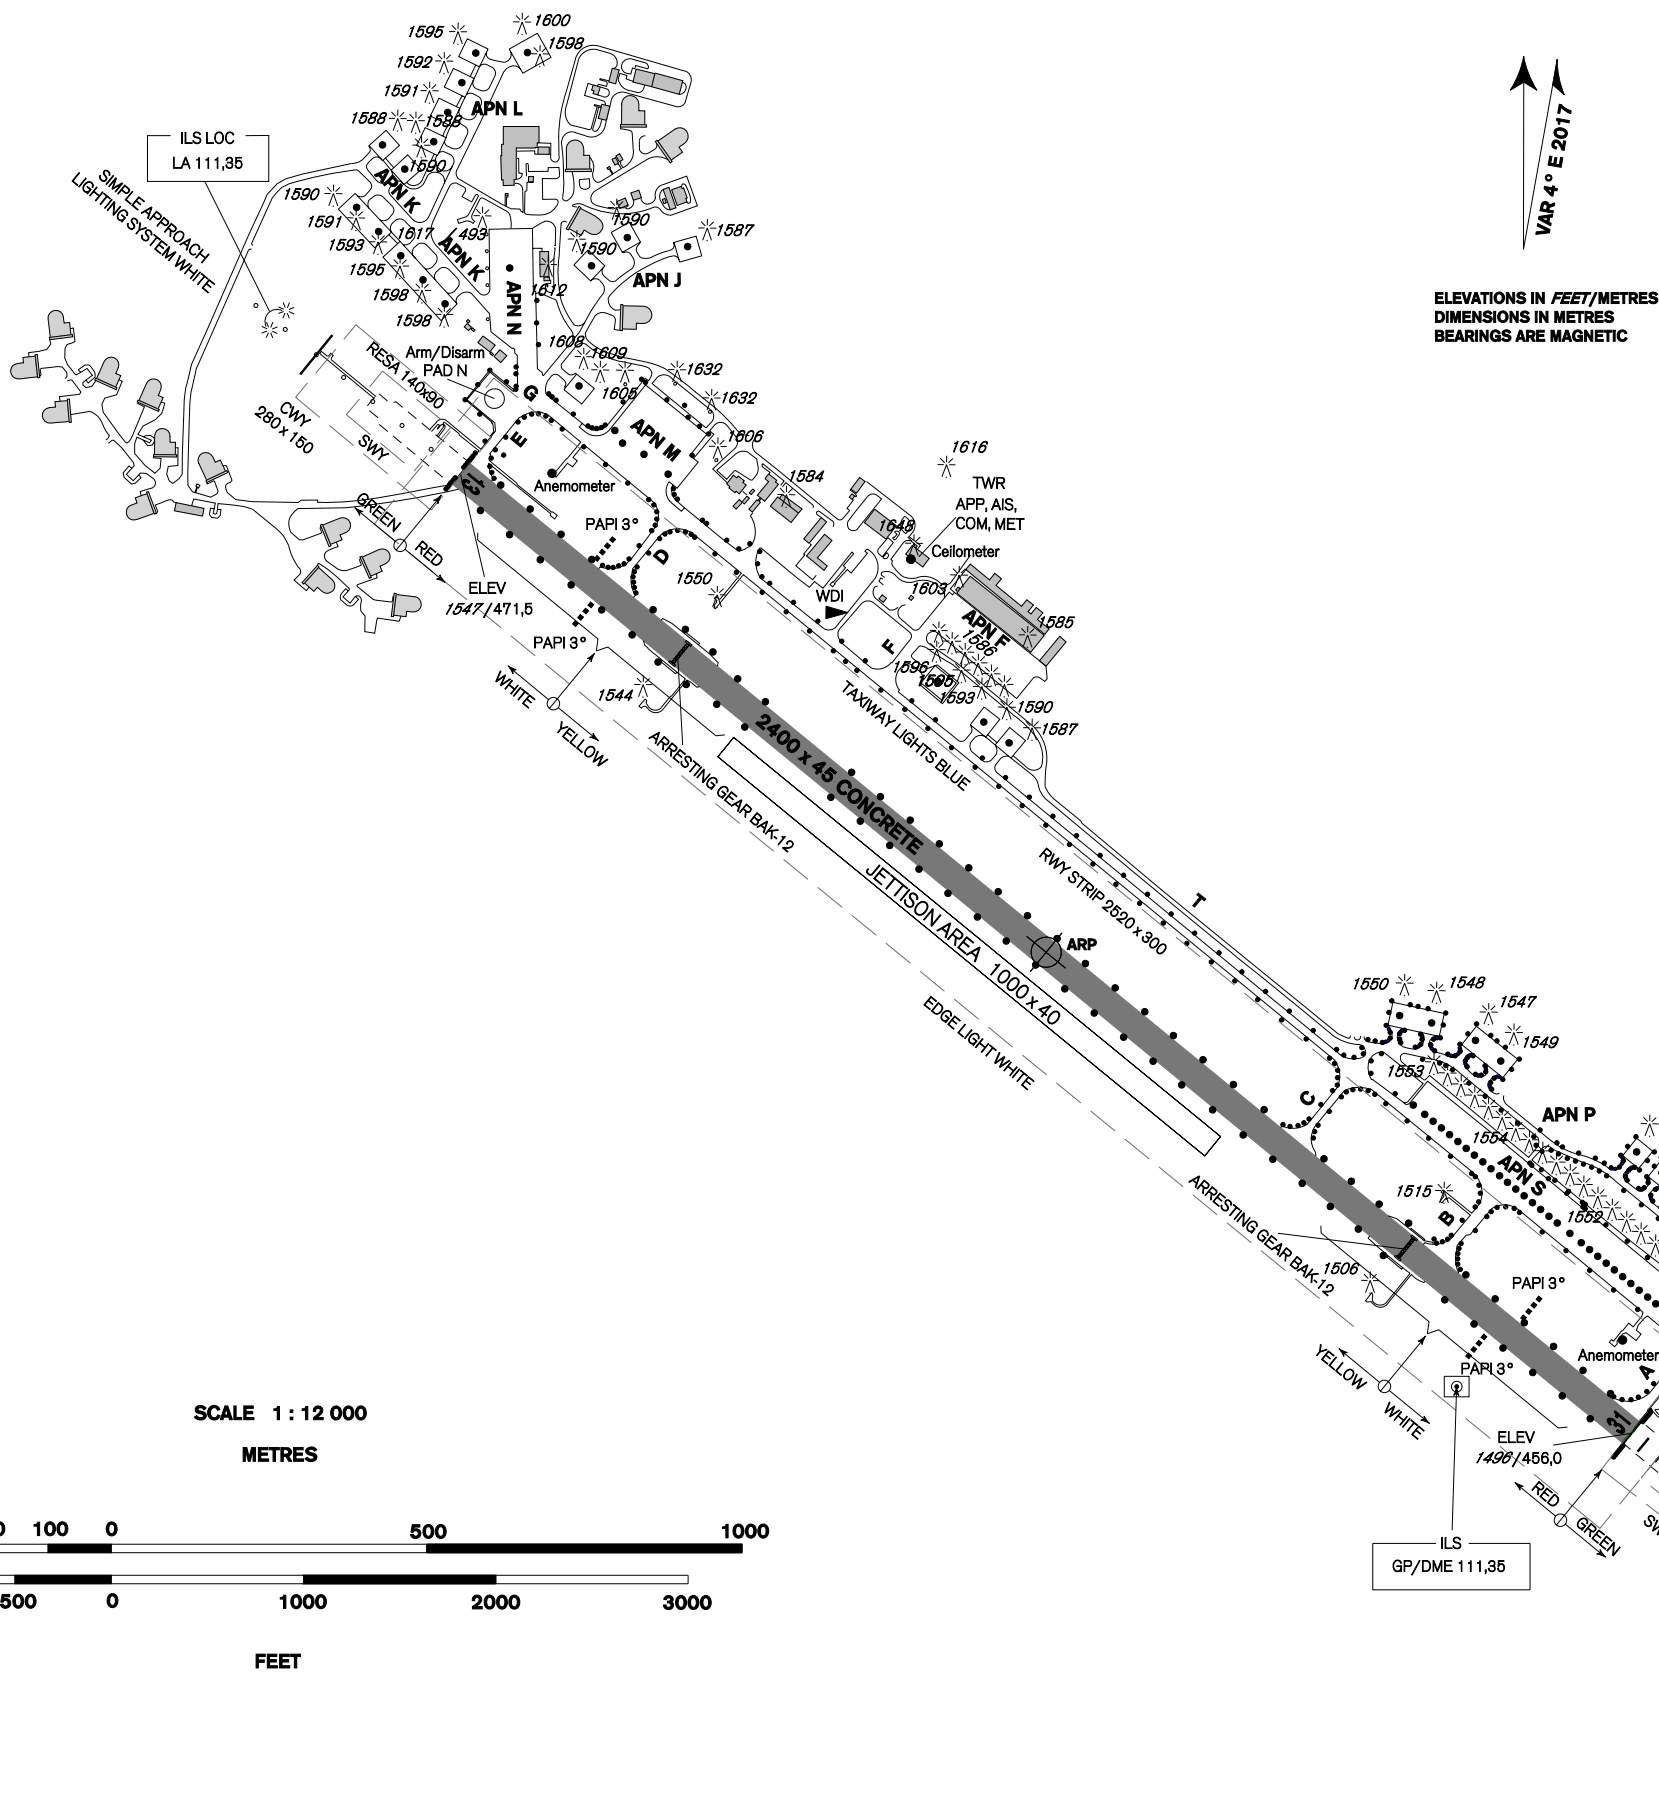 1595
1600
1598
1592
1591
APN L
1588
1588
1590
ILS LOC
LA 111,35
SIMPLE APPROACH
LIGHTING SYSTEM WHITE
APN K
1590
1591
1593
1617
1595
1598
1598
APN K
APN N
1590
1590
1587
APN J
1612
1608
1609
1605
1632
1632
VAR 4° E 2017
ELEVATIONS IN FEET/METRES
DIMENSIONS IN METRES
BEARINGS ARE MAGNETIC
Arm/Disarm
PAD N
RESA 140x90
CWY
280 x 150
SWY
G
E
APN M
1606
1584
1616
TWR
APP, AIS,
COM, MET
1648
Ceilometer
1603
Anemometer
13
GREEN
RED
PAPI 3°
D
1550
WDI
F
APN F
1585
1586
1596
1595
1593
1590
1587
ELEV
1547/471,5
PAPI 3°
1544
WHITE
YELLOW
ARRESTING GEAR BAK-12
TAXIWAY LIGHTS BLUE
2400 x 45 CONCRETE
JETTISON AREA 1000 x 40
RWY STRIP 2520 x 300
T
ARP
EDGE LIGHT WHITE
1550
1548
1547
1549
1553
APN P
1554
APN S
1552
C
1515
B
ARRESTING GEAR BAK-12
1506
PAPI 3°
PAPI 3°
Anemometer
A
YELLOW
WHITE
31
ELEV
1496/456,0
RED
GREEN
ILS
GP/DME 111,35
SCALE 1 : 12 000
METRES
100 0 500 1000
500 0 1000 2000 3000
FEET